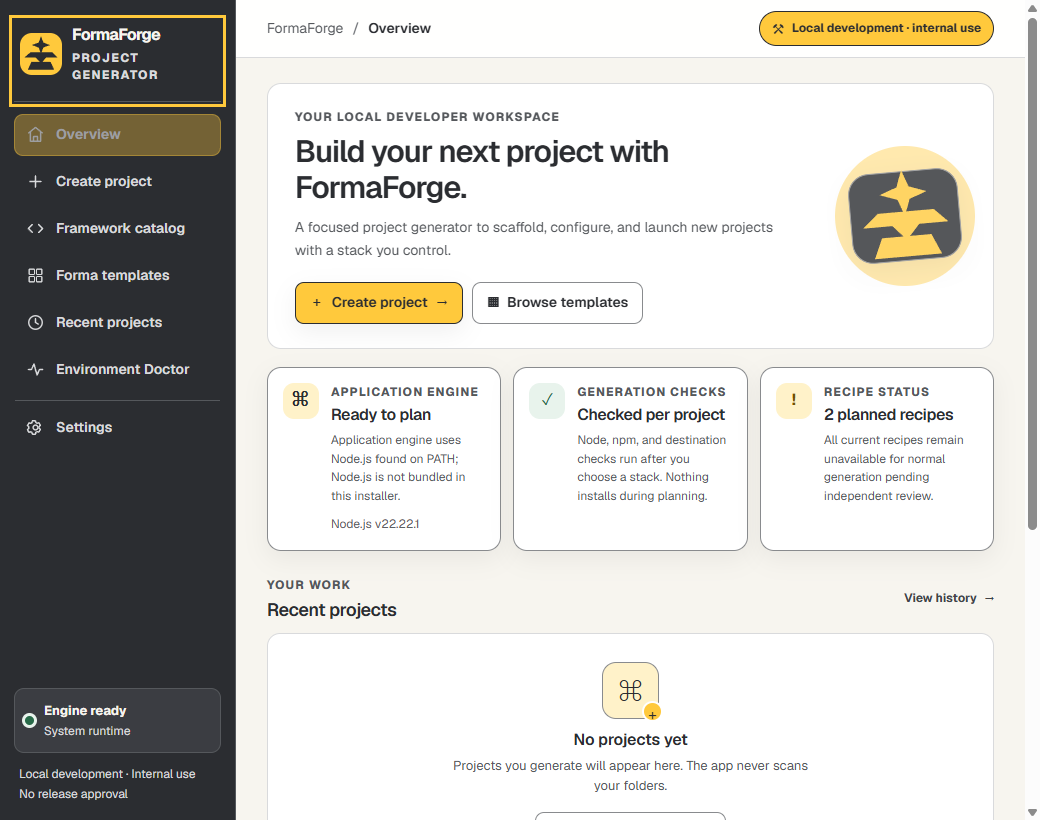 FormaForge
PROJECT
GENERATOR
Overview
Create project
Framework catalog
Forma templates
Recent projects
Environment Doctor
Settings
Engine ready
System runtime
Local development · Internal use
No release approval
FormaForge / Overview
Local development · internal use
YOUR LOCAL DEVELOPER WORKSPACE
Build your next project with
FormaForge.
A focused project generator to scaffold, configure, and launch new projects
with a stack you control.
+ Create project →
Browse templates
APPLICATION ENGINE
Ready to plan
Application engine uses
Node.js found on PATH;
Node.js is not bundled in
this installer.
Node.js v22.22.1
GENERATION CHECKS
Checked per project
Node, npm, and destination
checks run after you
choose a stack. Nothing
installs during planning.
RECIPE STATUS
2 planned recipes
All current recipes remain
unavailable for normal
generation pending
independent review.
YOUR WORK
Recent projects
View history →
No projects yet
Projects you generate will appear here. The app never scans
your folders.